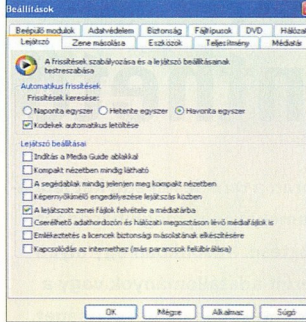 Beállítások
Beépülő modulok Adatvédelem Biztonság Fájltípusok DVD Hálózat
Lejátszó Zene másolása Eszközök Teljesítmény Médiatár
A frissítések szabályozása és a lejátszó beállításainak
testreszabása
Automatikus frissítések
Frissítések keresése:
Naponta egyszer Hetente egyszer Havonta egyszer
Kodekek automatikus letöltése
Lejátszó beállításai
Indítás a Media Guide ablakkal
Kompakt nézetben mindig látható
A segédablak mindig jelenjen meg kompakt nézetben
Képernyőkímélő engedélyezése lejátszás közben
A lejátszott zenei fájlok felvétele a médiatárba
Cserélhető adathordozón és hálózati megosztáson lévő médiafájlok is
Emlékeztetés a licencek biztonsági másolatának elkészítésére
Kapcsolódás az internethez (más parancsok felülbírálása)
OK Mégse Alkalmaz Súgó